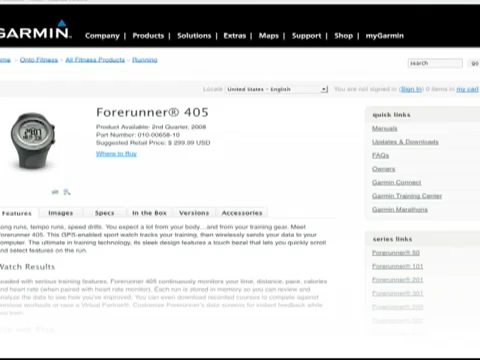 GARMIN
Company | Products | Solutions | Extras | Maps | Support | Shop | myGarmin
ome > Onto Fitness > All Fitness Products > Running
search
go
Locale United States - English You are not signed in (Sign In) 0 items in my cart
Forerunner® 405
Product Available: 2nd Quarter, 2008
Part Number: 010-00658-10
Suggested Retail Price: $ 299.99 USD
Where to Buy
quick links
Manuals
Updates & Downloads
FAQs
Owners
Garmin Connect
Garmin Training Center
Garmin Marathons
Features Images Specs In the Box Versions Accessories
ong runs, tempo runs, speed drills. You expect a lot from your body...and from your training gear. Meet
orerunner 405. This GPS-enabled sport watch tracks your training, then wirelessly sends your data to your
omputer. The ultimate in training technology, its sleek design features a touch bezel that lets you quickly scroll
nd select features on the run.
Watch Results
oaded with serious training features, Forerunner 405 continuously monitors your time, distance, pace, calories
and heart rate (when paired with heart rate monitor). Each run is stored in memory so you can review and
nalyze the data to see how you've improved. You can even download recorded courses to compete against
previous workouts or race a Virtual Partner®. Customize Forerunner's data screens for instant feedback while
series links
Forerunner® 50
Forerunner® 101
Forerunner® 201
Forerunner® 301